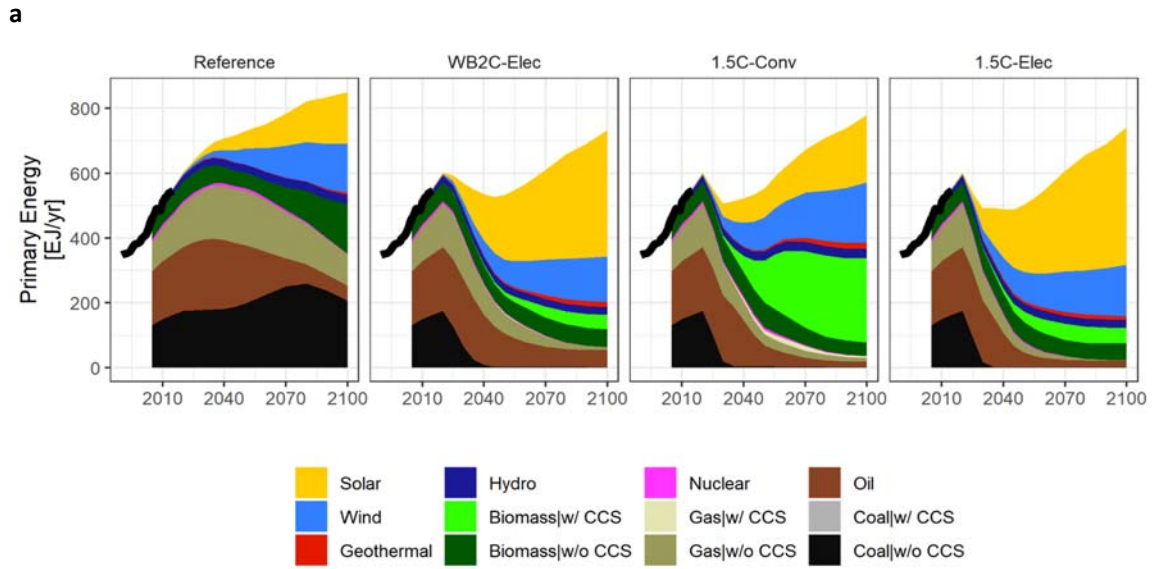 a
Reference WB2C-Elec 1.5C-Conv 1.5C-Elec
Primary Energy
[EJ/yr]
800
600
400
200
0
2010 2040 2070 2100 2010 2040 2070 2100 2010 2040 2070 2100 2010 2040 2070 2100
Solar Hydro Nuclear Oil
Wind Biomass|w/ CCS Gas|w/ CCS Coal|w/ CCS
Geothermal Biomass|w/o CCS Gas|w/o CCS Coal|w/o CCS